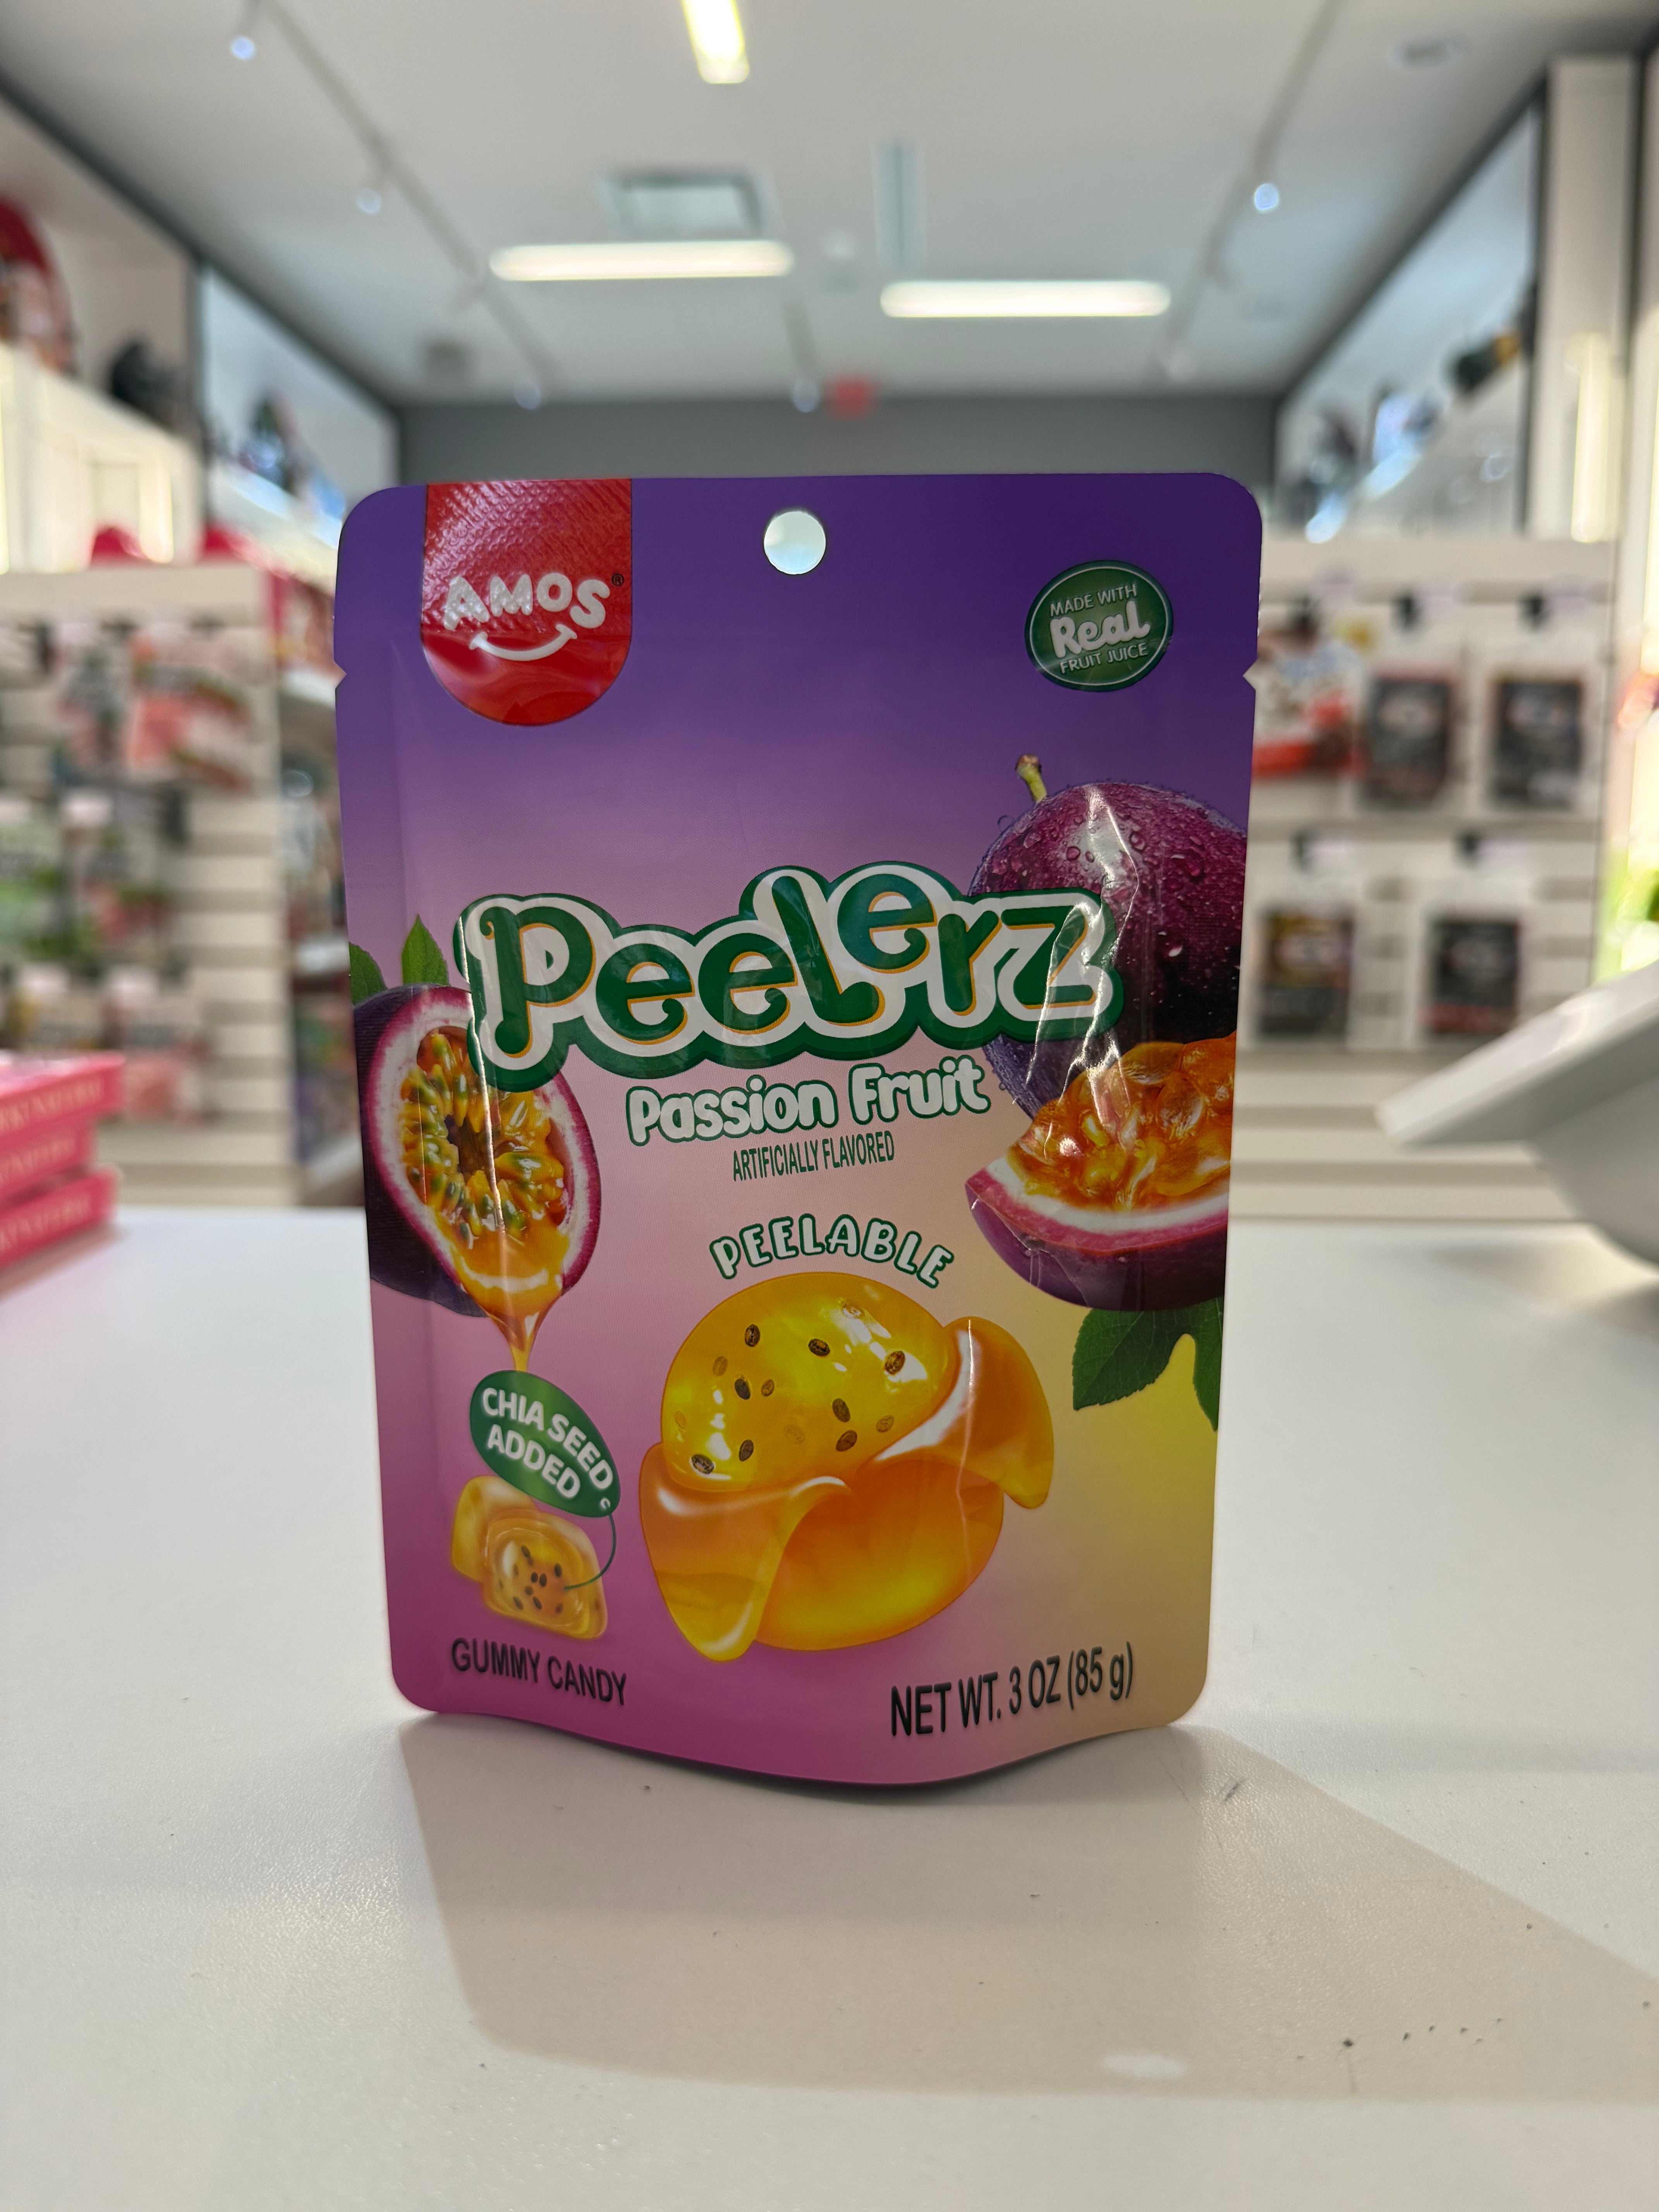 AMOS®
MADE WITH
Real
FRUIT JUICE
Peelerz
Passion Fruit
ARTIFICIALLY FLAVORED
PEELABLE
CHIA SEED
ADDED
GUMMY CANDY
NET WT. 3 OZ (85 g)